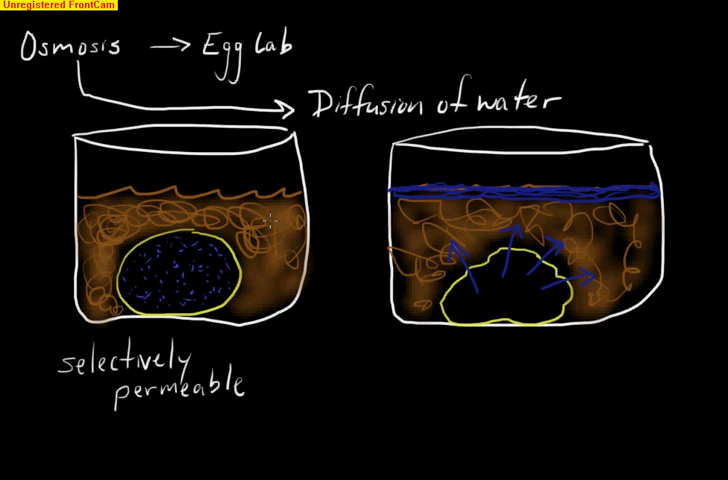 Unregistered FrontCam
Osmosis → Egg Lab
Diffusion of water
selectively
permeable